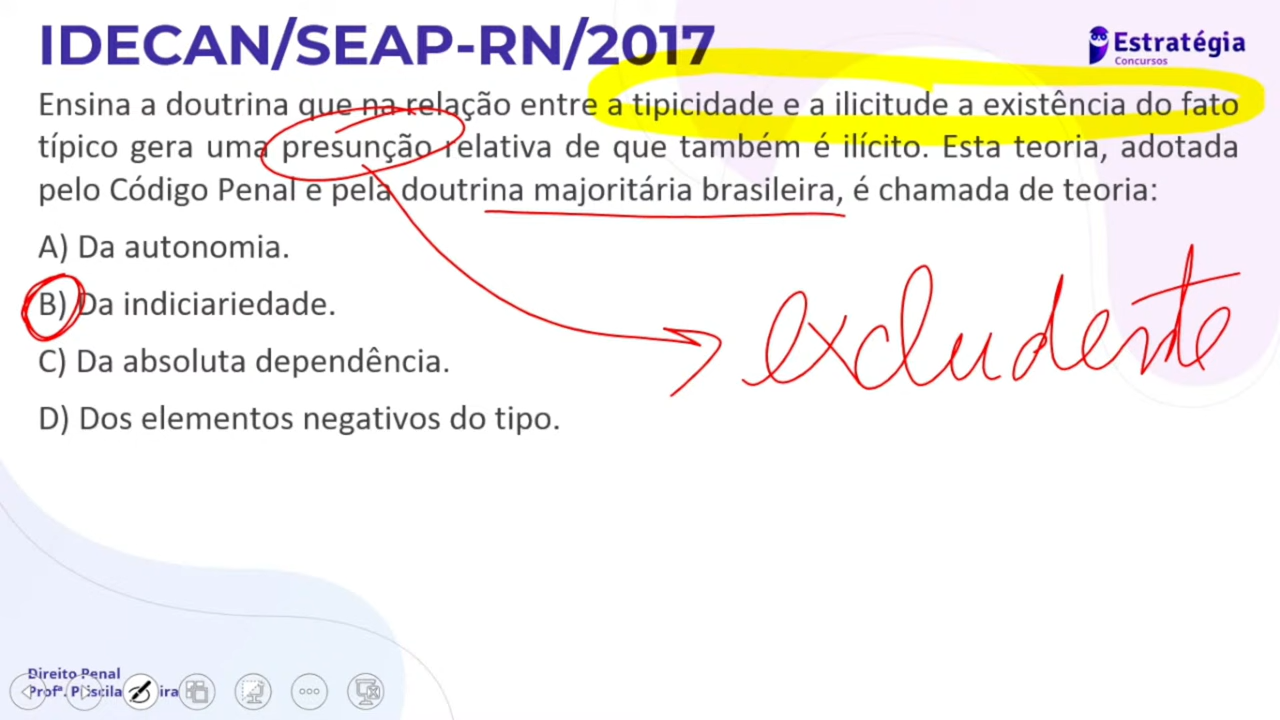 IDECAN/SEAP-RN/2017
Estratégia
Concursos
Ensina a doutrina que na relação entre a tipicidade e a ilicitude a existência do fato
típico gera uma presunção relativa de que também é ilícito. Esta teoria, adotada
pelo Código Penal e pela doutrina majoritária brasileira, é chamada de teoria:
A) Da autonomia.
B) Da indiciariedade.
excludente
C) Da absoluta dependência.
D) Dos elementos negativos do tipo.
Direito Penal
Profª.